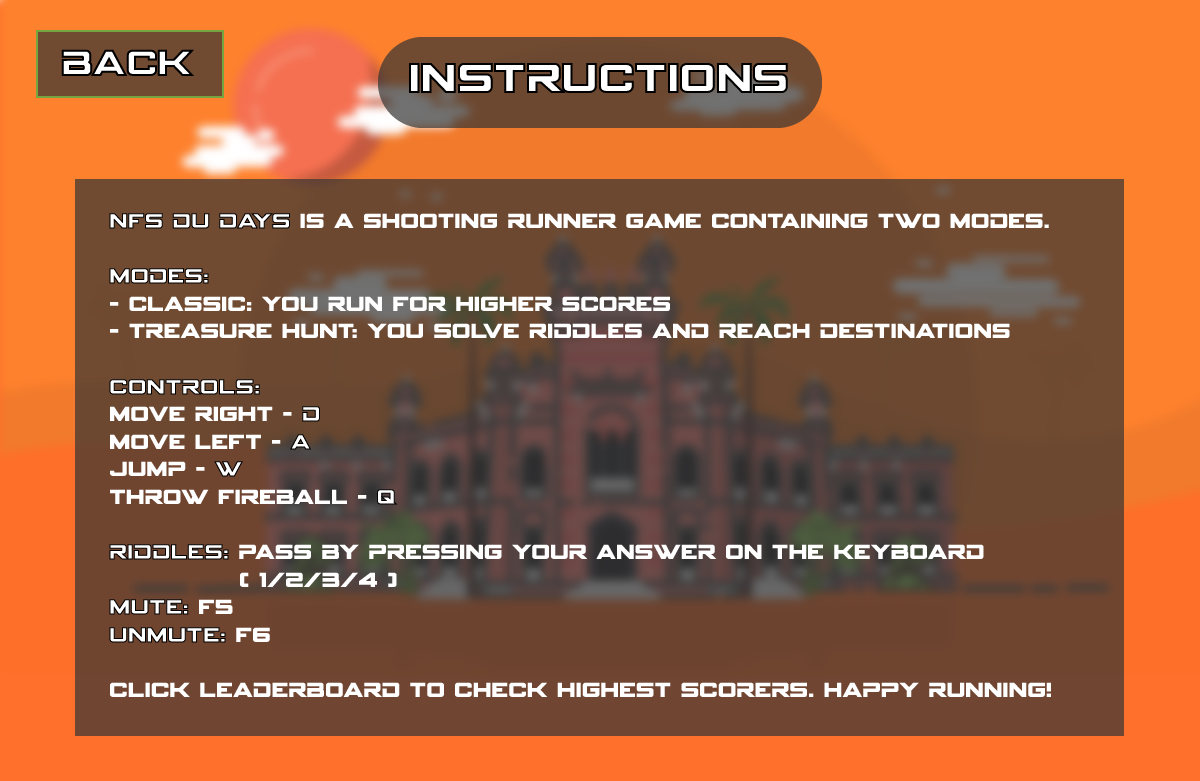 BACK
INSTRUCTIONS
NFS DU DAYS IS A SHOOTING RUNNER GAME CONTAINING TWO MODES.
MODES:
- CLASSIC: YOU RUN FOR HIGHER SCORES
- TREASURE HUNT: YOU SOLVE RIDDLES AND REACH DESTINATIONS
CONTROLS:
MOVE RIGHT - D
MOVE LEFT - A
JUMP - W
THROW FIREBALL - Q
RIDDLES: PASS BY PRESSING YOUR ANSWER ON THE KEYBOARD
( 1/2/3/4 )
MUTE: F5
UNMUTE: F6
CLICK LEADERBOARD TO CHECK HIGHEST SCORERS. HAPPY RUNNING!